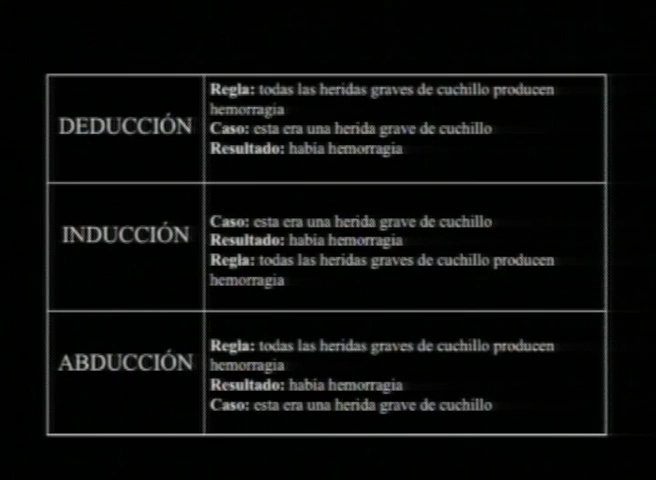 DEDUCCIÓN
Regla: todas las heridas graves de cuchillo producen
hemorragia
Caso: esta era una herida grave de cuchillo
Resultado: había hemorragia
INDUCCIÓN
Caso: esta era una herida grave de cuchillo
Resultado: había hemorragia
Regla: todas las heridas graves de cuchillo producen
hemorragia
ABDUCCIÓN
Regla: todas las heridas graves de cuchillo producen
hemorragia
Resultado: había hemorragia
Caso: esta era una herida grave de cuchillo